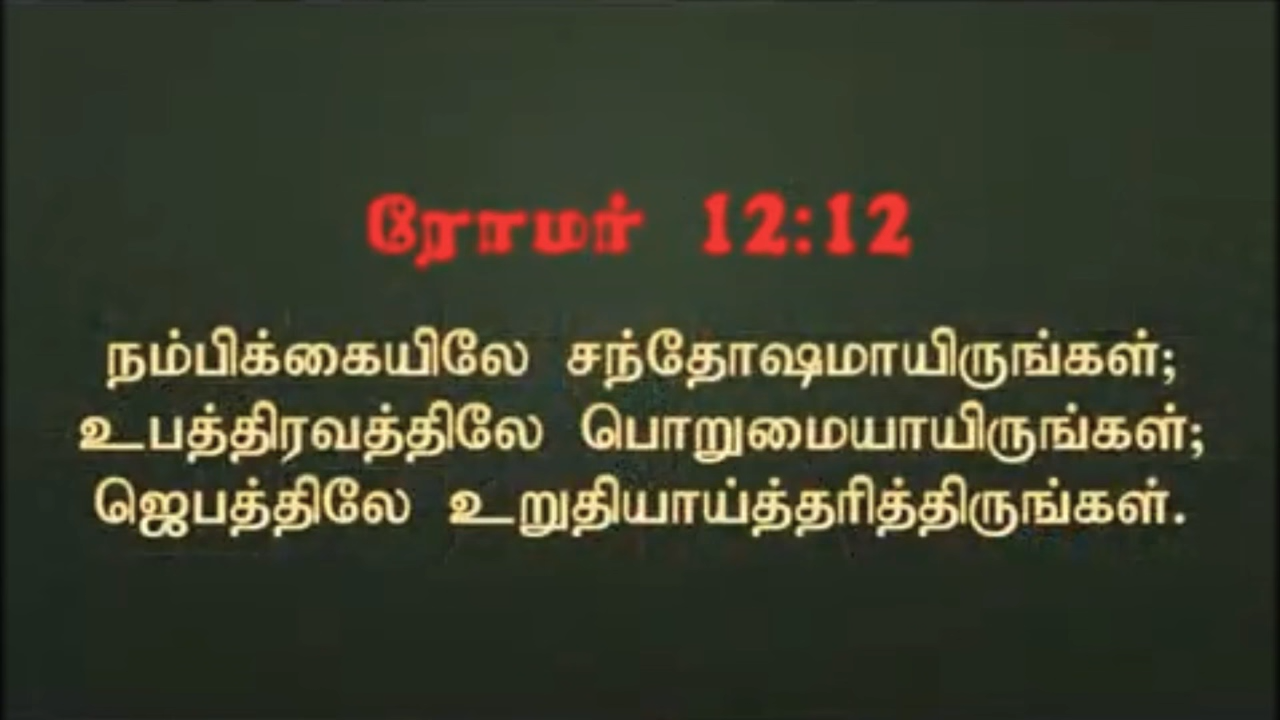 ரோமர் 12:12
நம்பிக்கையிலே சந்தோஷமாயிருங்கள்;
உபத்திரவத்திலே பொறுமையாயிருங்கள்;
ஜெபத்திலே உறுதியாய்த்தரித்திருங்கள்.